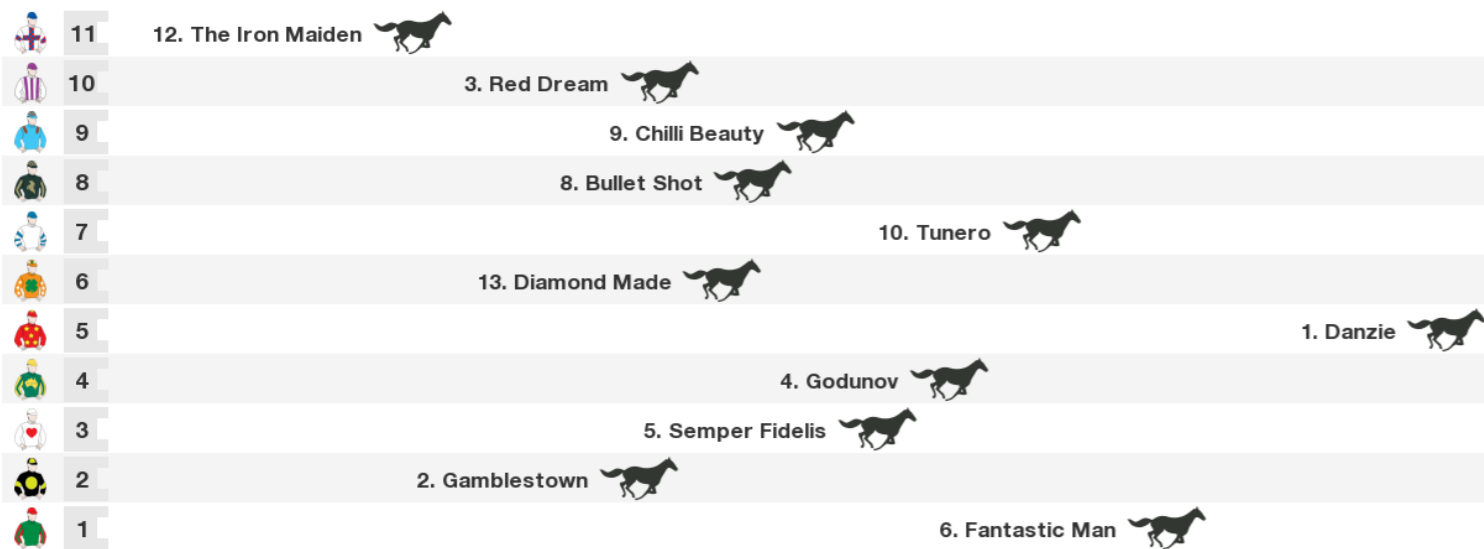 11 12. The Iron Maiden
10 3. Red Dream
9 9. Chilli Beauty
8 8. Bullet Shot
7 10. Tunero
6 13. Diamond Made
5 1. Danzie
4 4. Godunov
3 5. Semper Fidelis
2 2. Gamblestown
1 6. Fantastic Man